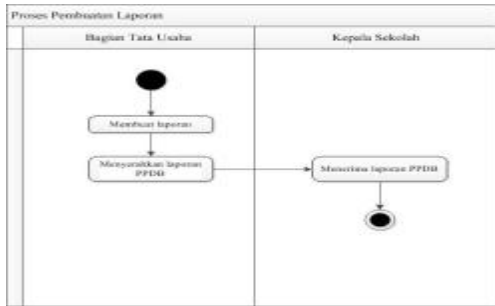 Proses Pembuatan Laporan
Bagian Tata Usaha
Kepala Sekolah
Membuat laporan
Menyerahkan laporan
PPDB
Menerima laporan PPDB